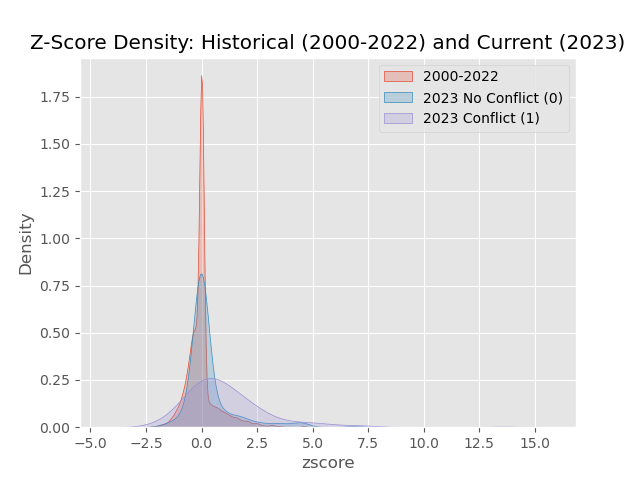 Z-Score Density: Historical (2000-2022) and Current (2023)
2000-2022
2023 No Conflict (0)
2023 Conflict (1)
Density
1.75
1.50
1.25
1.00
0.75
0.50
0.25
0.00
−5.0 −2.5 0.0 2.5 5.0 7.5 10.0 12.5 15.0
zscore